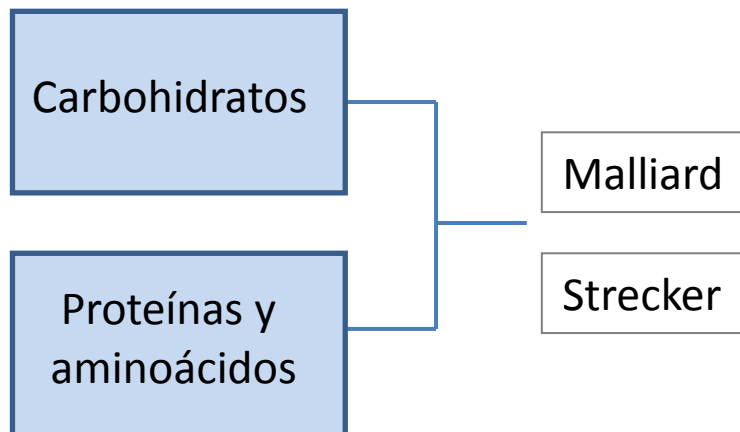 Carbohidratos
Malliard
Strecker
Proteínas y
aminoácidos